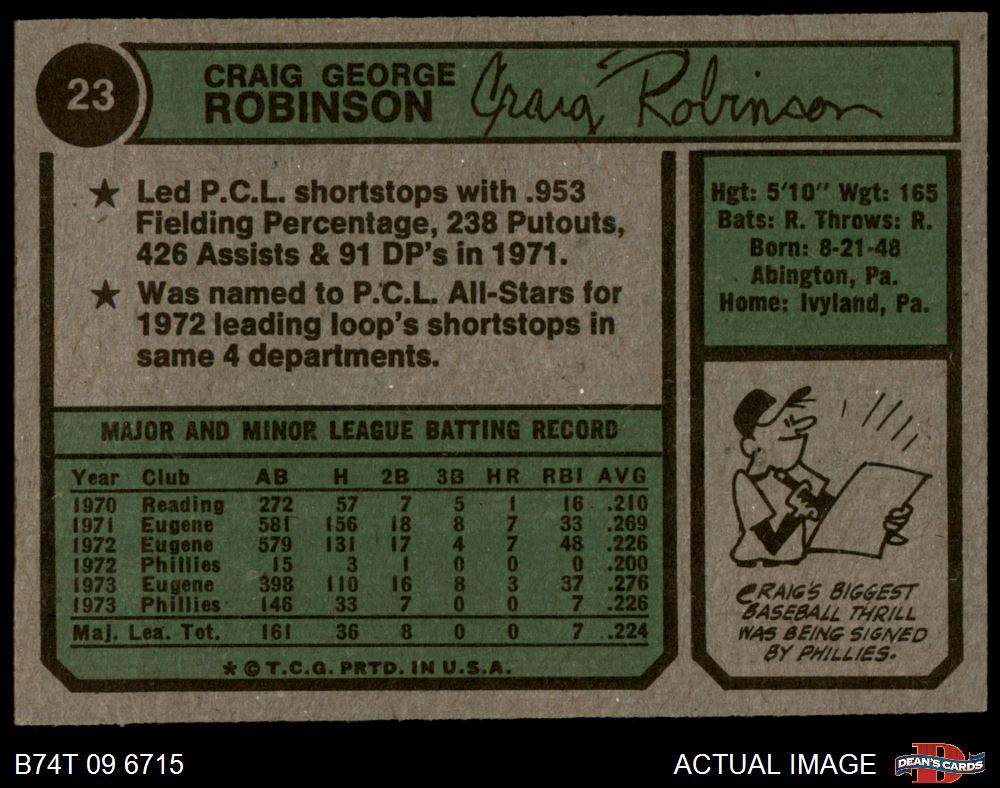 23
CRAIG GEORGE
ROBINSON
Craig Robinson
★ Led P.C.L. shortstops with .953
Fielding Percentage, 238 Putouts,
426 Assists & 91 DP's in 1971.
★ Was named to P.C.L. All-Stars for
1972 leading loop's shortstops in
same 4 departments.
Hgt: 5'10" Wgt: 165
Bats: R. Throws: R.
Born: 8-21-48
Abington, Pa.
Home: Ivyland, Pa.
MAJOR AND MINOR LEAGUE BATTING RECORD
Year Club AB H 2B 3B HR RBI AVG
1970 Reading 272 57 7 5 1 16 .210
1971 Eugene 581 156 18 8 7 33 .269
1972 Eugene 579 131 17 4 7 48 .226
1972 Phillies 15 3 1 0 0 0 .200
1973 Eugene 398 110 16 8 3 37 .276
1973 Phillies 146 33 7 0 0 7 .226
Maj. Lea. Tot. 161 36 8 0 0 7 .224
★ © T.C.G. PRTD. IN U.S.A.
CRAIG'S BIGGEST
BASEBALL THRILL
WAS BEING SIGNED
BY PHILLIES.
B74T 09 6715
ACTUAL IMAGE
DEAN'S CARDS